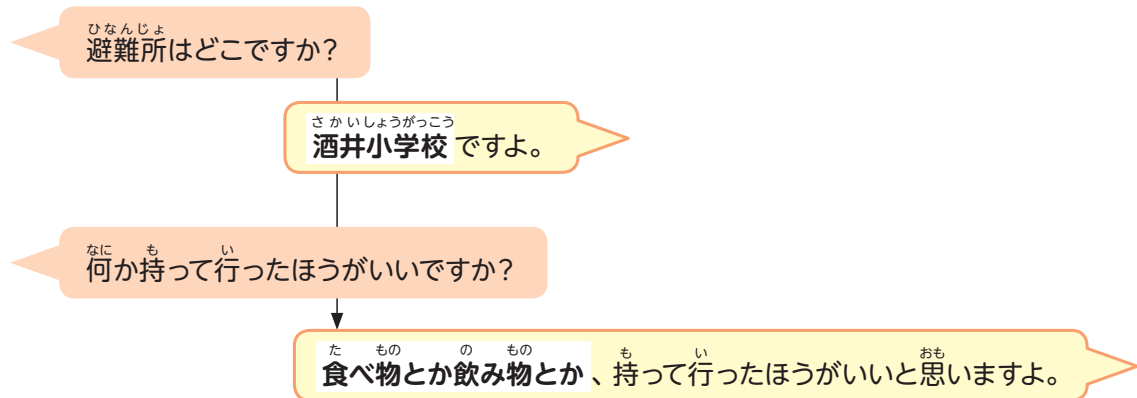 ひなんじょ
避難所はどこですか?
さかいしょうがっこう
酒井小学校ですよ。
なに も い
何か持って行ったほうがいいですか?
た もの の もの も い おも
食べ物とか飲み物とか、持って行ったほうがいいと思いますよ。